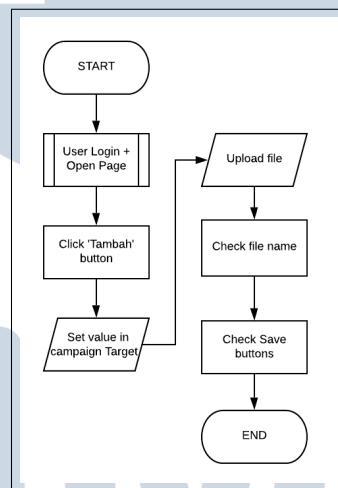 START
User Login +
Open Page
Click 'Tambah'
button
Set value in
campaign Target
Upload file
Check file name
Check Save
buttons
END